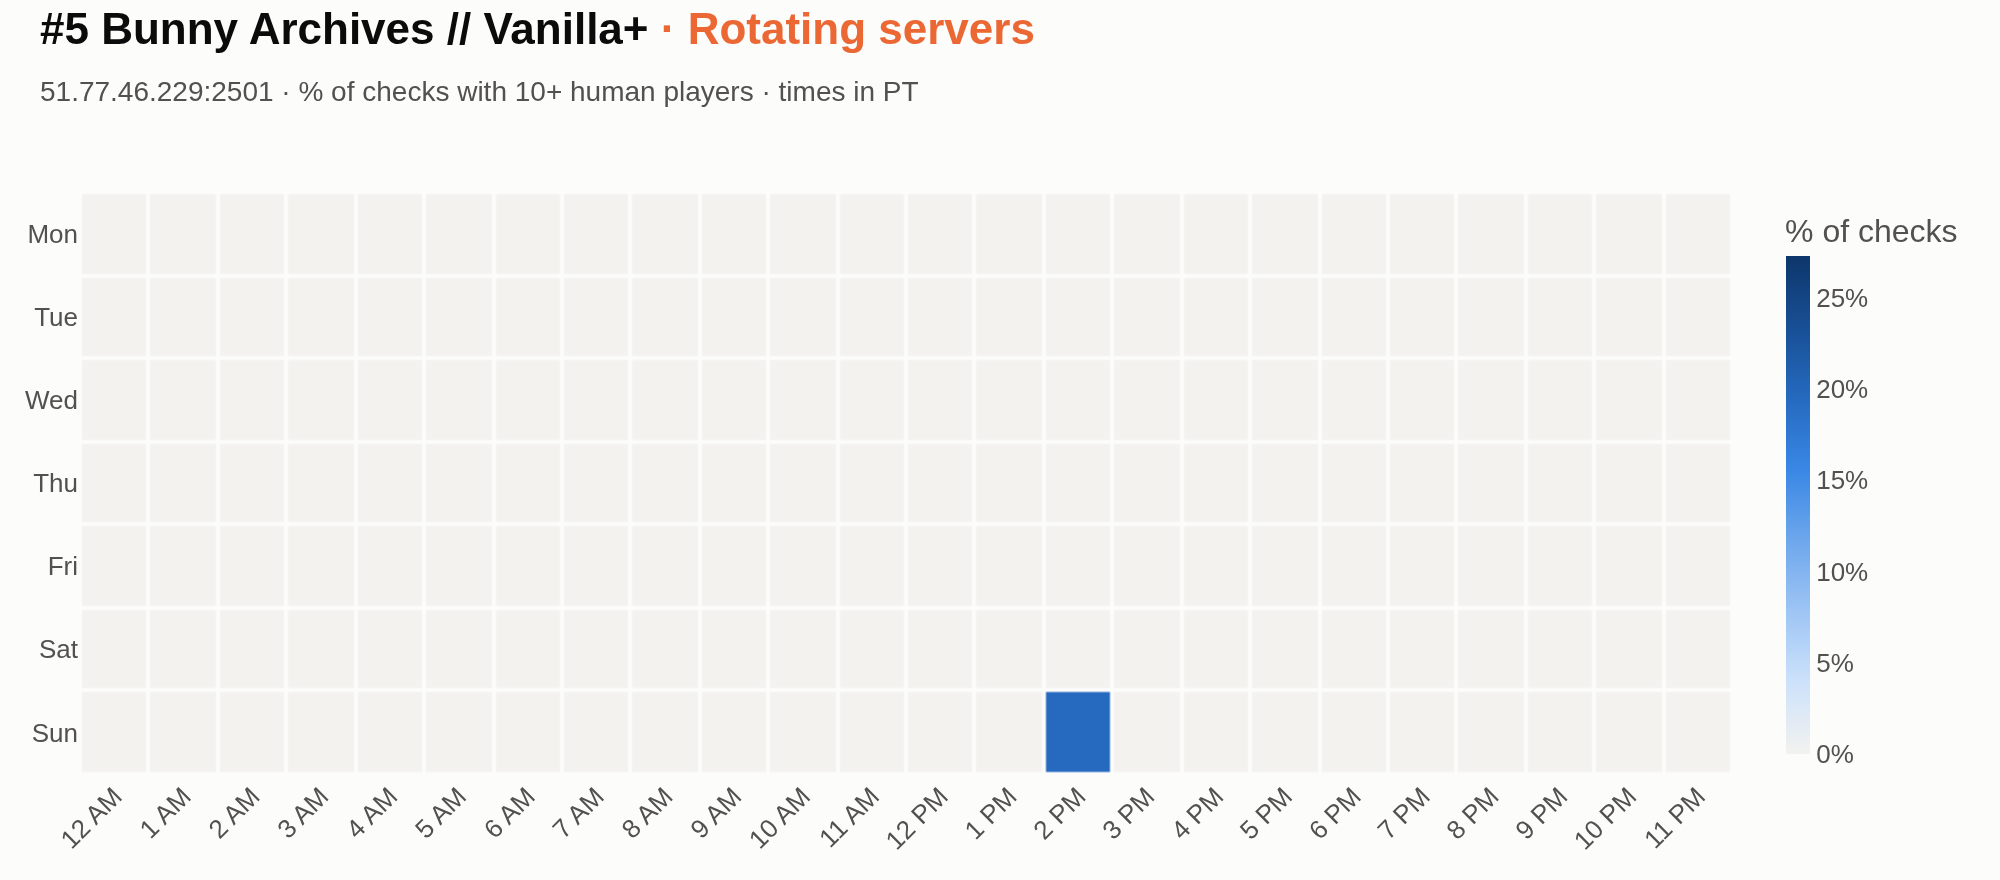 #5 Bunny Archives // Vanilla+ · Rotating servers
51.77.46.229:2501 · % of checks with 10+ human players · times in PT
% of checks
Mon
Tue
Wed
Thu
Fri
Sat
Sun
25%
20%
15%
10%
5%
0%
12 AM
1 AM
2 AM
3 AM
4 AM
5 AM
6 AM
7 AM
8 AM
9 AM
10 AM
11 AM
12 PM
1 PM
2 PM
3 PM
4 PM
5 PM
6 PM
7 PM
8 PM
9 PM
10 PM
11 PM